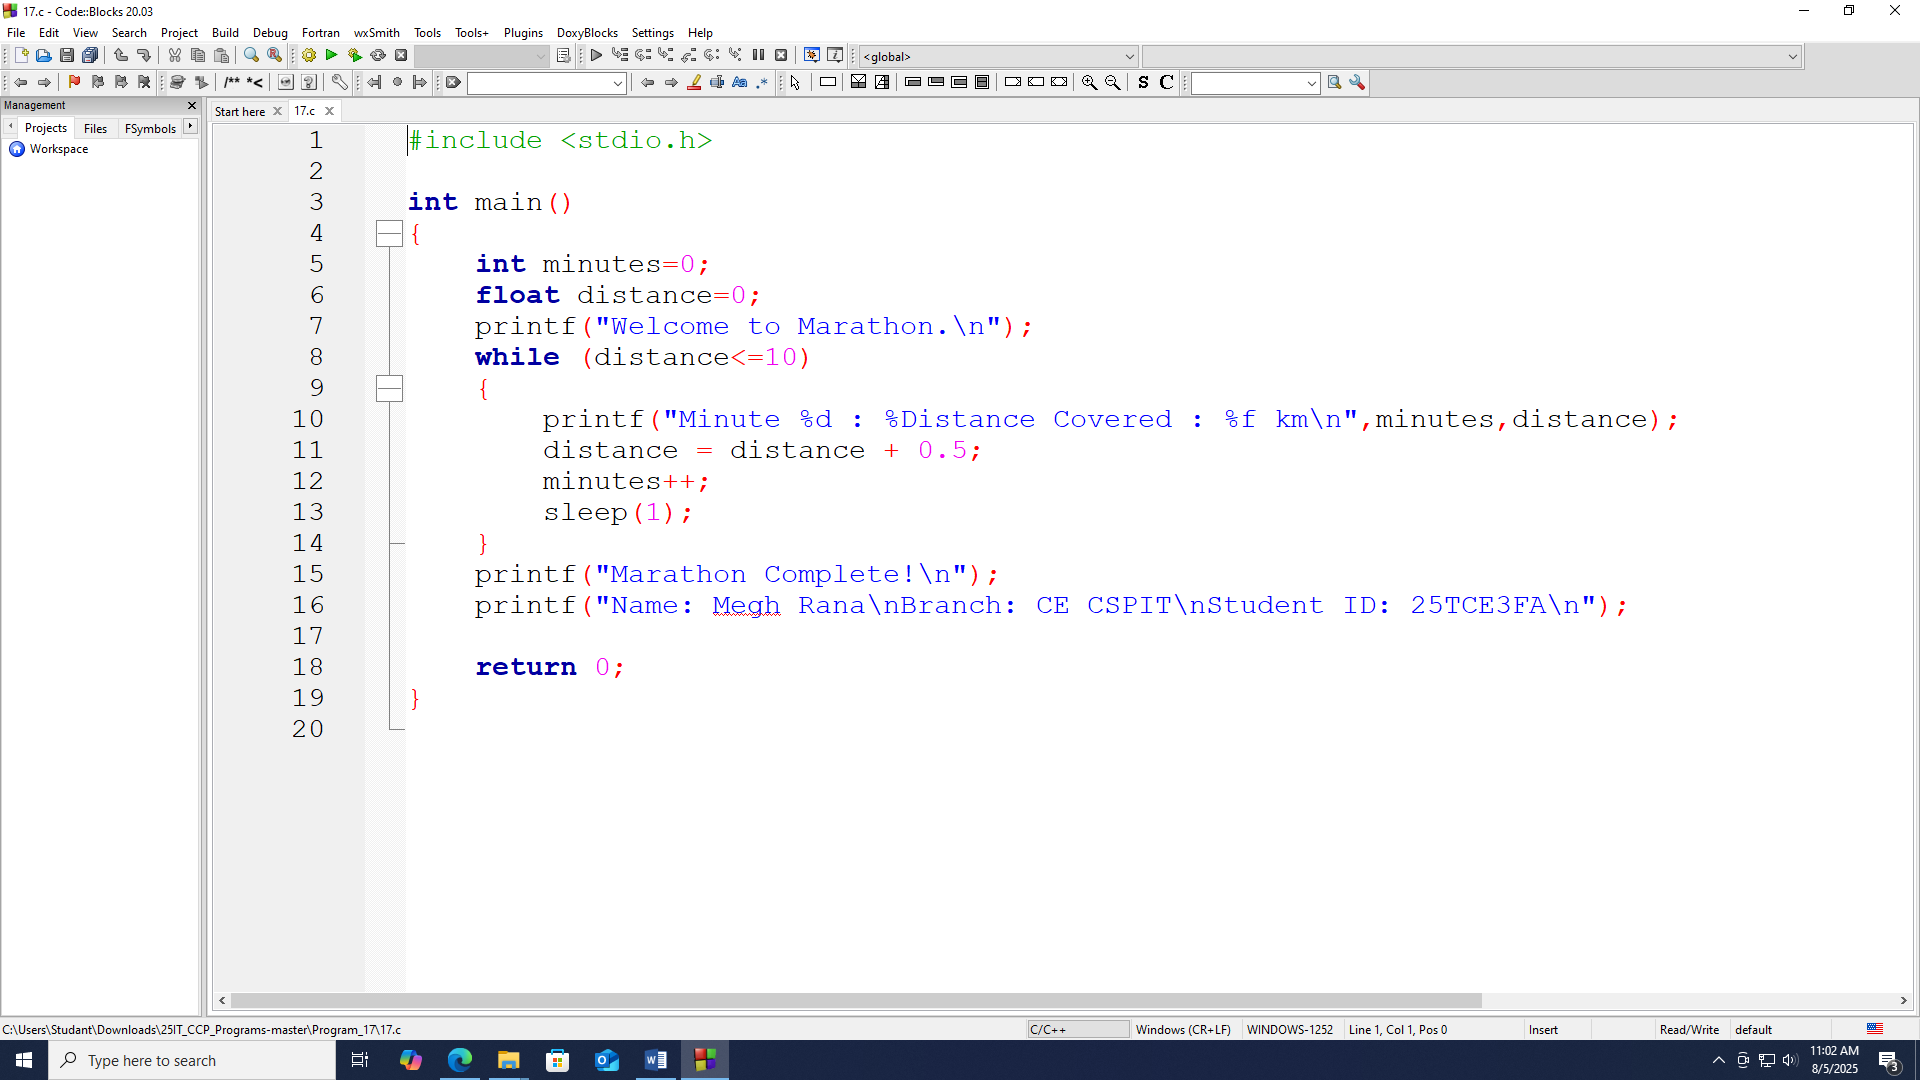 17.c - Code::Blocks 20.03
File Edit View Search Project Build Debug Fortran wxSmith Tools Tools+ Plugins DoxyBlocks Settings Help
<global>
/** *<
Aa .* S C
Management
Projects Files FSymbols
Workspace
Start here 17.c
1 #include <stdio.h>
2
3 int main()
4 {
5 int minutes=0;
6 float distance=0;
7 printf("Welcome to Marathon.\n");
8 while (distance<=10)
9 {
10 printf("Minute %d : %Distance Covered : %f km\n",minutes,distance);
11 distance = distance + 0.5;
12 minutes++;
13 sleep(1);
14 }
15 printf("Marathon Complete!\n");
16 printf("Name: Megh Rana\nBranch: CE CSPIT\nStudent ID: 25TCE3FA\n");
17
18 return 0;
19 }
20
C:\Users\Studant\Downloads\25IT_CCP_Programs-master\Program_17\17.c C/C++ Windows (CR+LF) WINDOWS-1252 Line 1, Col 1, Pos 0 Insert Read/Write default
Type here to search
11:02 AM
8/5/2025
3